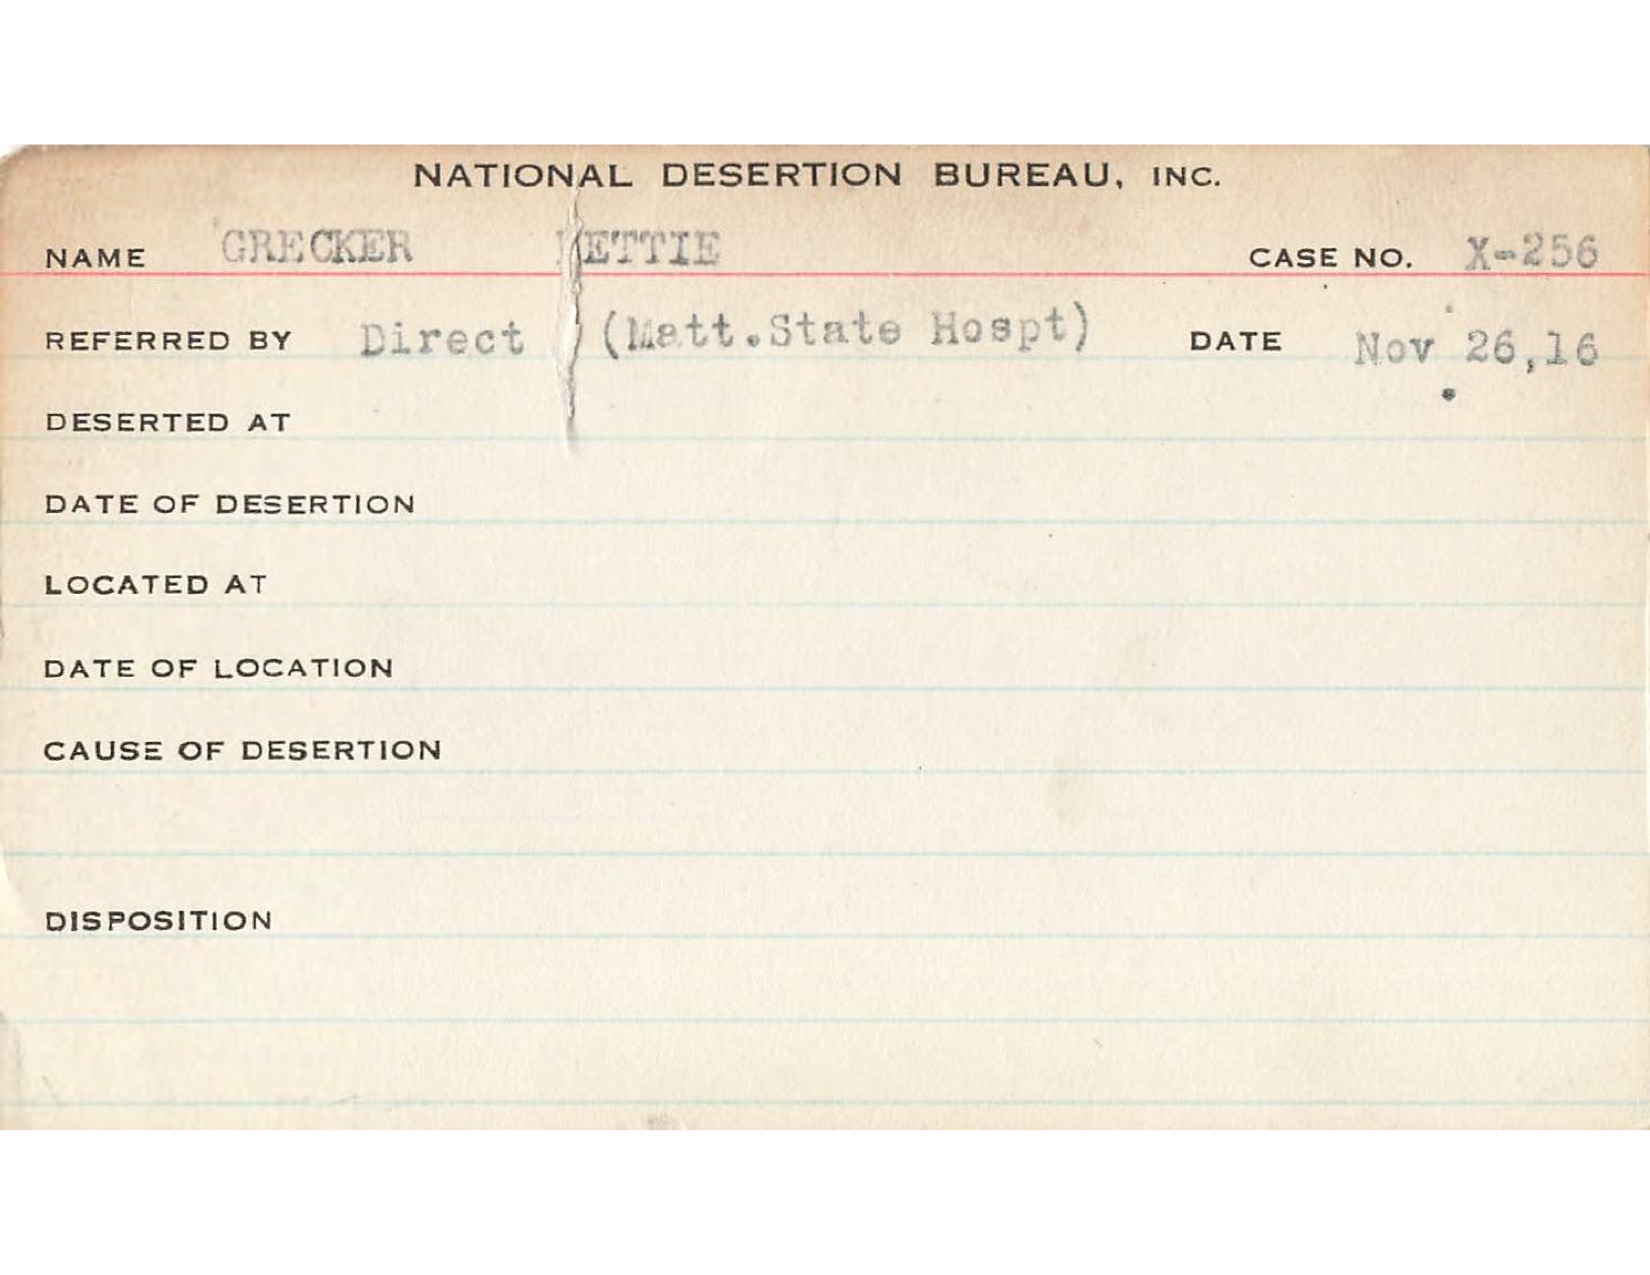 NATIONAL DESERTION BUREAU, INC.
NAME GRECKER CASE NO. X-256
REFERRED BY Direct (Matt.State Hospt) DATE Nov 26,16
DESERTED AT
DATE OF DESERTION
LOCATED AT
DATE OF LOCATION
CAUSE OF DESERTION
DISPOSITION